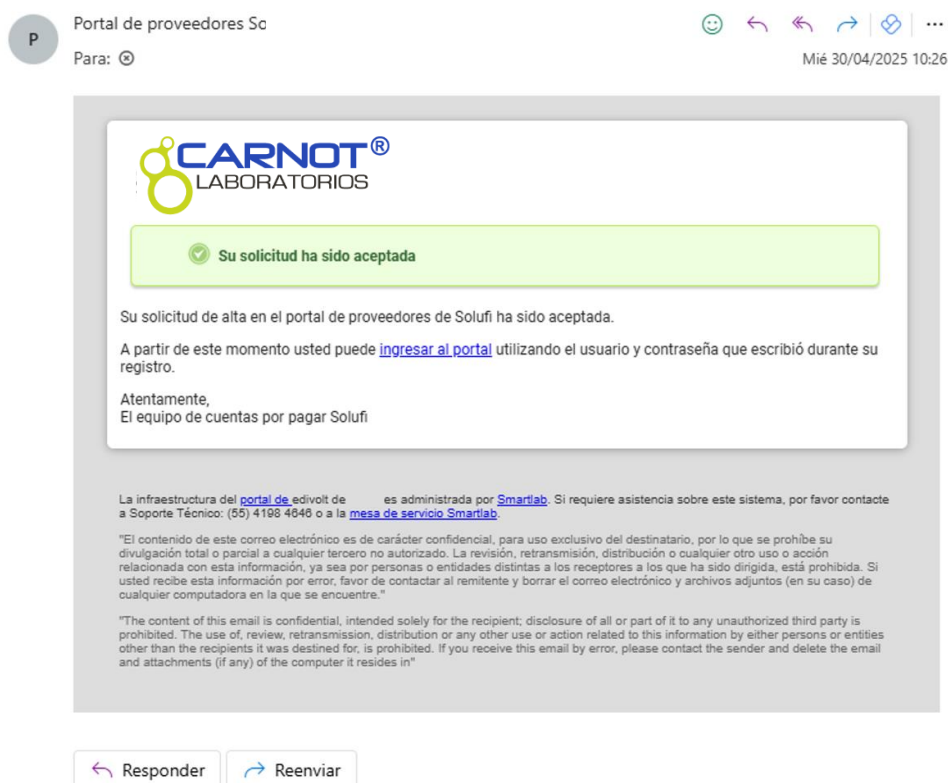 P
Portal de proveedores So
Para:
Mié 30/04/2025 10:26
CARNOT®
LABORATORIOS
Su solicitud ha sido aceptada
Su solicitud de alta en el portal de proveedores de Solufi ha sido aceptada.
A partir de este momento usted puede ingresar al portal utilizando el usuario y contraseña que escribió durante su
registro.
Atentamente,
El equipo de cuentas por pagar Solufi
La infraestructura del portal de edivolt de es administrada por Smartlab. Si requiere asistencia sobre este sistema, por favor contacte
a Soporte Técnico: (55) 4198 4646 o a la mesa de servicio Smartlab.
"El contenido de este correo electrónico es de carácter confidencial, para uso exclusivo del destinatario, por lo que se prohíbe su
divulgación total o parcial a cualquier tercero no autorizado. La revisión, retransmisión, distribución o cualquier otro uso o acción
relacionada con esta información, ya sea por personas o entidades distintas a los receptores a los que ha sido dirigida, está prohibida. Si
usted recibe esta información por error, favor de contactar al remitente y borrar el correo electrónico y archivos adjuntos (en su caso) de
cualquier computadora en la que se encuentre."
"The content of this email is confidential, intended solely for the recipient; disclosure of all or part of it to any unauthorized third party is
prohibited. The use of, review, retransmission, distribution or any other use or action related to this information by either persons or entities
other than the recipients it was destined for, is prohibited. If you receive this email by error, please contact the sender and delete the email
and attachments (if any) of the computer it resides in"
Responder
Reenviar